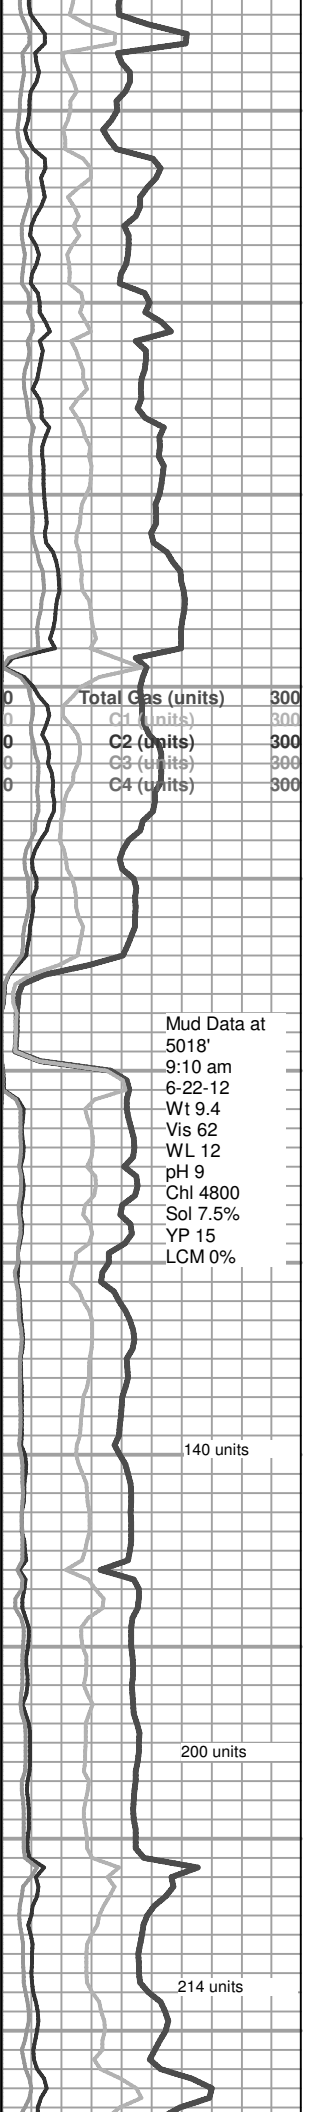 0 Total Gas (units) 300
0 C1 (units) 300
0 C2 (units) 300
0 C3 (units) 300
0 C4 (units) 300
Mud Data at
5018'
9:10 am
6-22-12
Wt 9.4
Vis 62
WL 12
pH 9
Chl 4800
Sol 7.5%
YP 15
LCM 0%
140 units
200 units
214 units